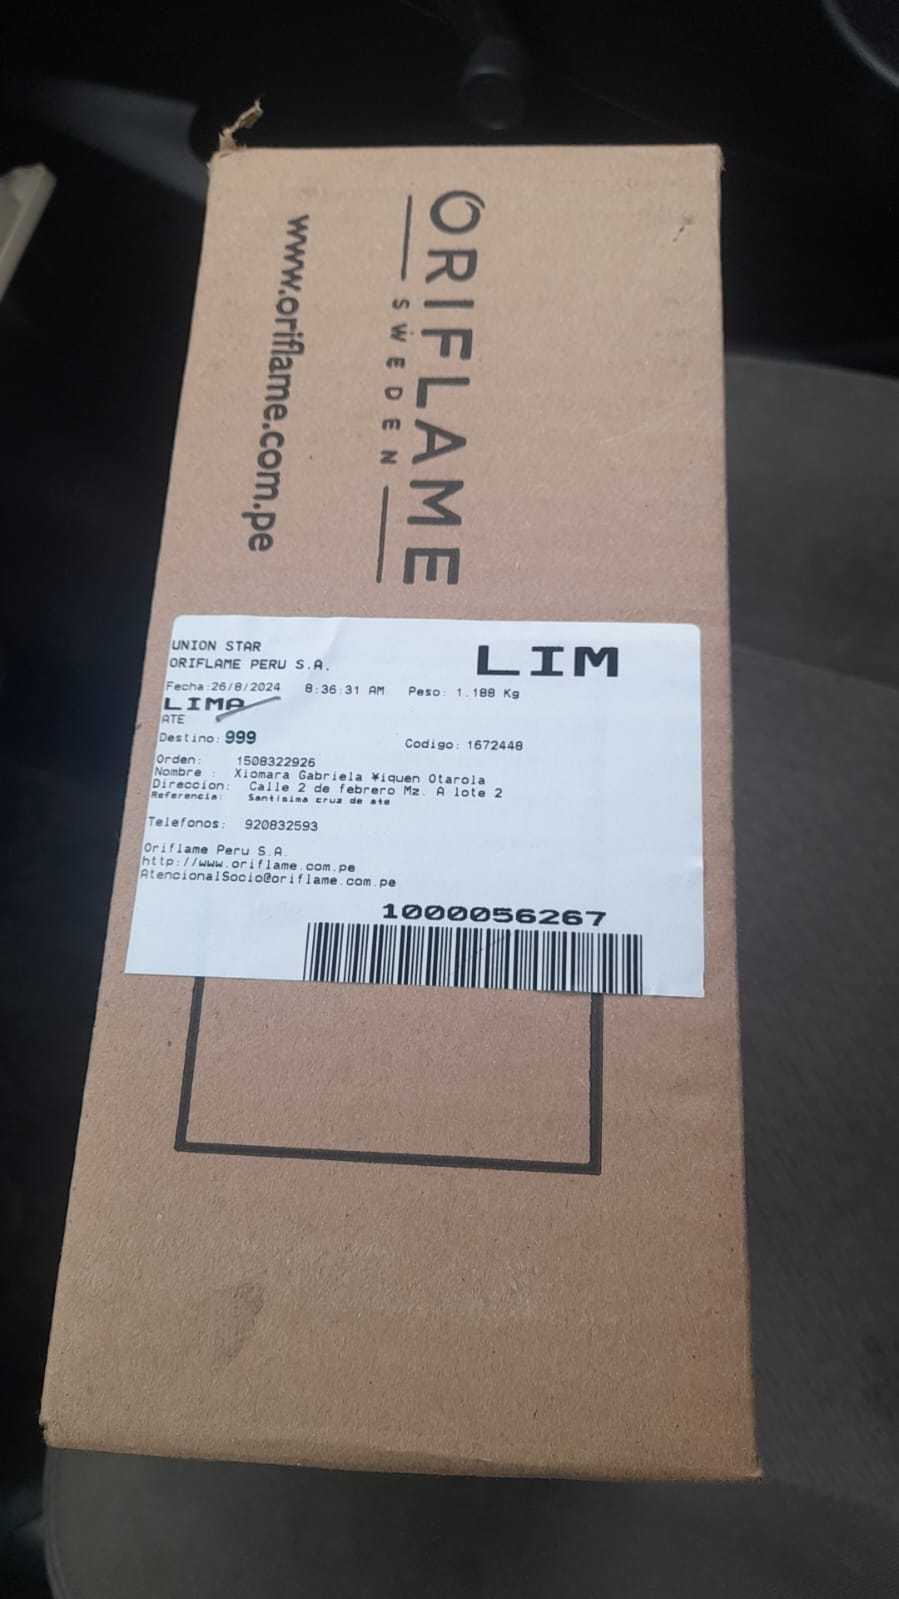 ORIFLAME
SWEDEN
www.oriflame.com.pe
UNION STAR
ORIFLAME PERU S.A.
LIM
Fecha:26/8/2024 8:36:31 AM Peso: 1.188 Kg
LIMA
ATE
Destino: 999 Codigo: 1672448
Orden: 1508322926
Nombre : Xiomara Gabriela ¥iquen Otarola
Direccion: Calle 2 de febrero Mz. A lote 2
Referencia: Santisima cruz de ate
Telefonos: 920832593
Oriflame Peru S.A.
http://www.oriflame.com.pe
AtencionalSocio@oriflame.com.pe
1000056267